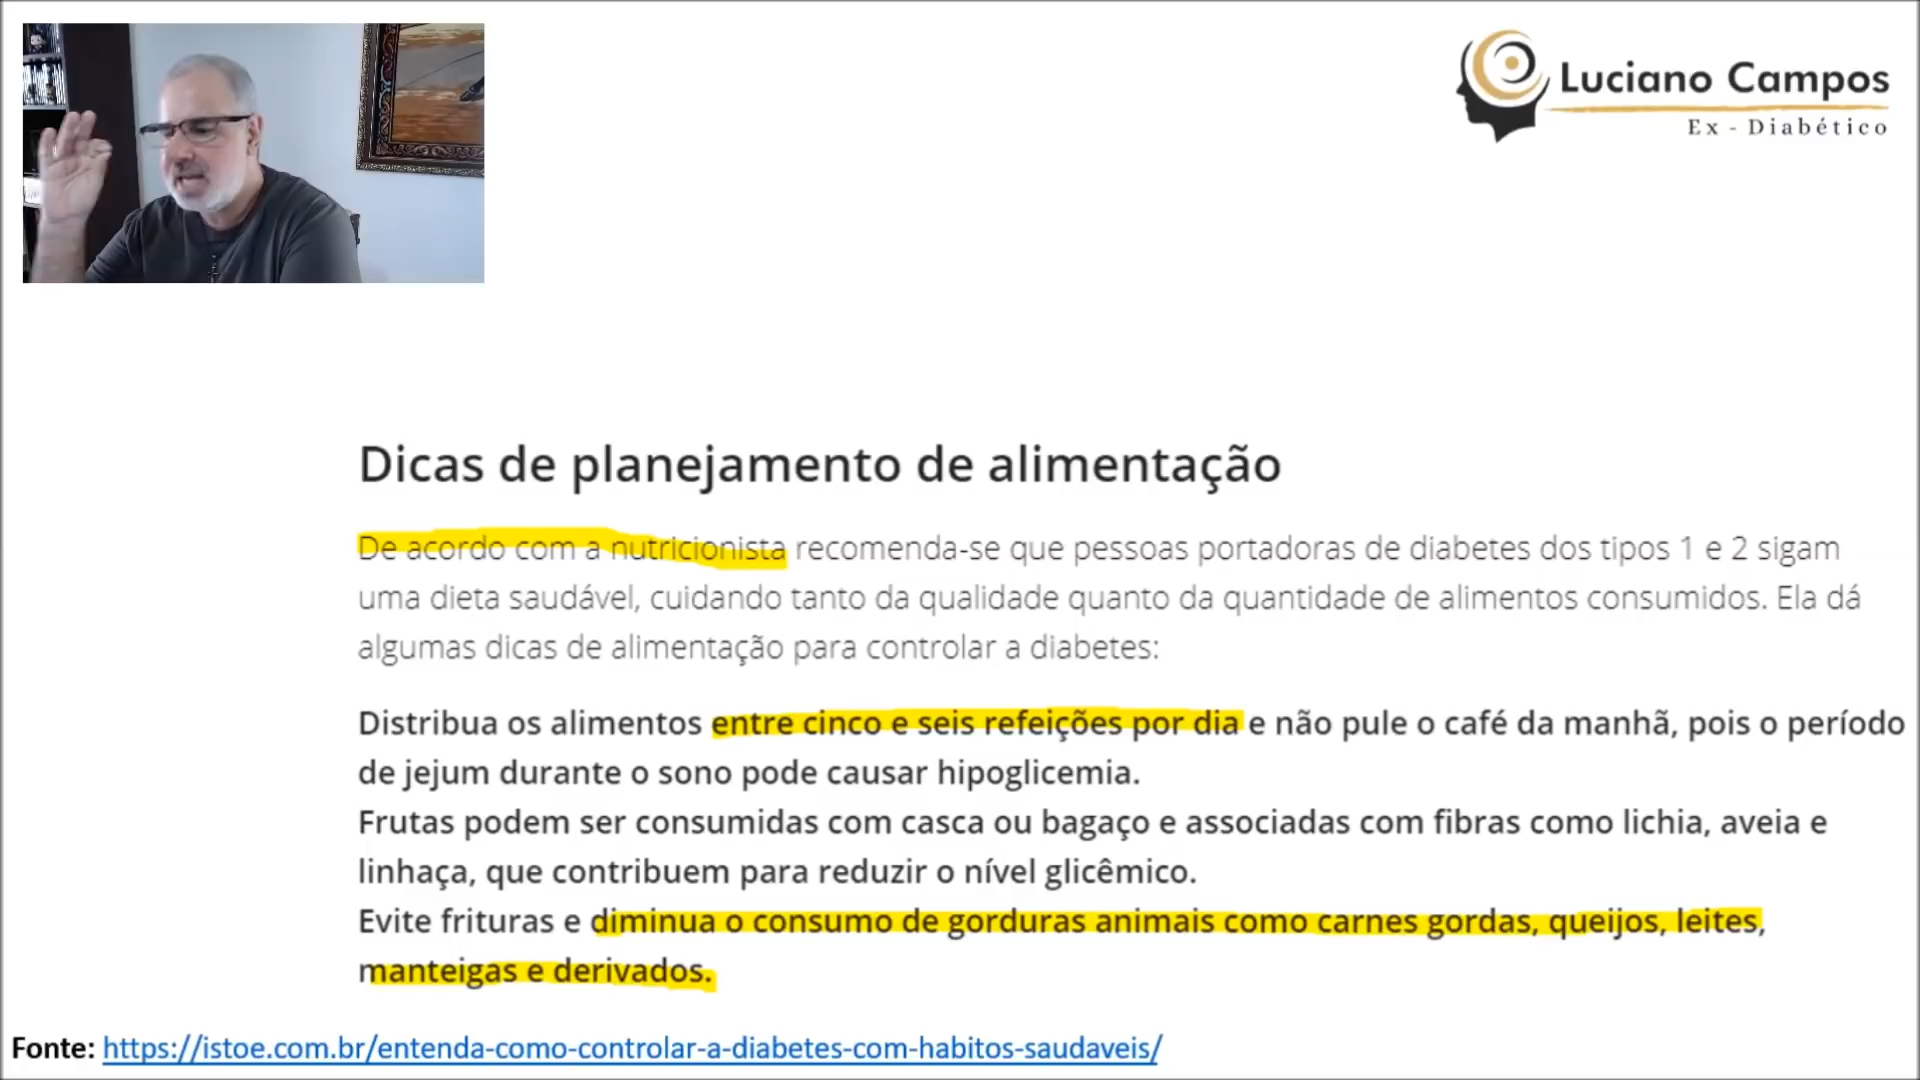 Luciano Campos
Ex - Diabético
Dicas de planejamento de alimentação
De acordo com a nutricionista recomenda-se que pessoas portadoras de diabetes dos tipos 1 e 2 sigam
uma dieta saudável, cuidando tanto da qualidade quanto da quantidade de alimentos consumidos. Ela dá
algumas dicas de alimentação para controlar a diabetes:
Distribua os alimentos entre cinco e seis refeições por dia e não pule o café da manhã, pois o período
de jejum durante o sono pode causar hipoglicemia.
Frutas podem ser consumidas com casca ou bagaço e associadas com fibras como lichia, aveia e
linhaça, que contribuem para reduzir o nível glicêmico.
Evite frituras e diminua o consumo de gorduras animais como carnes gordas, queijos, leites,
manteigas e derivados.
Fonte: https://istoe.com.br/entenda-como-controlar-a-diabetes-com-habitos-saudaveis/